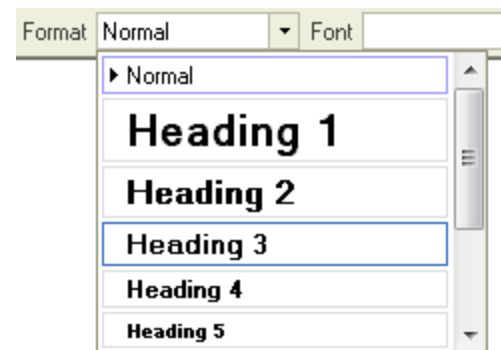 Format Normal Font
Normal
Heading 1
Heading 2
Heading 3
Heading 4
Heading 5